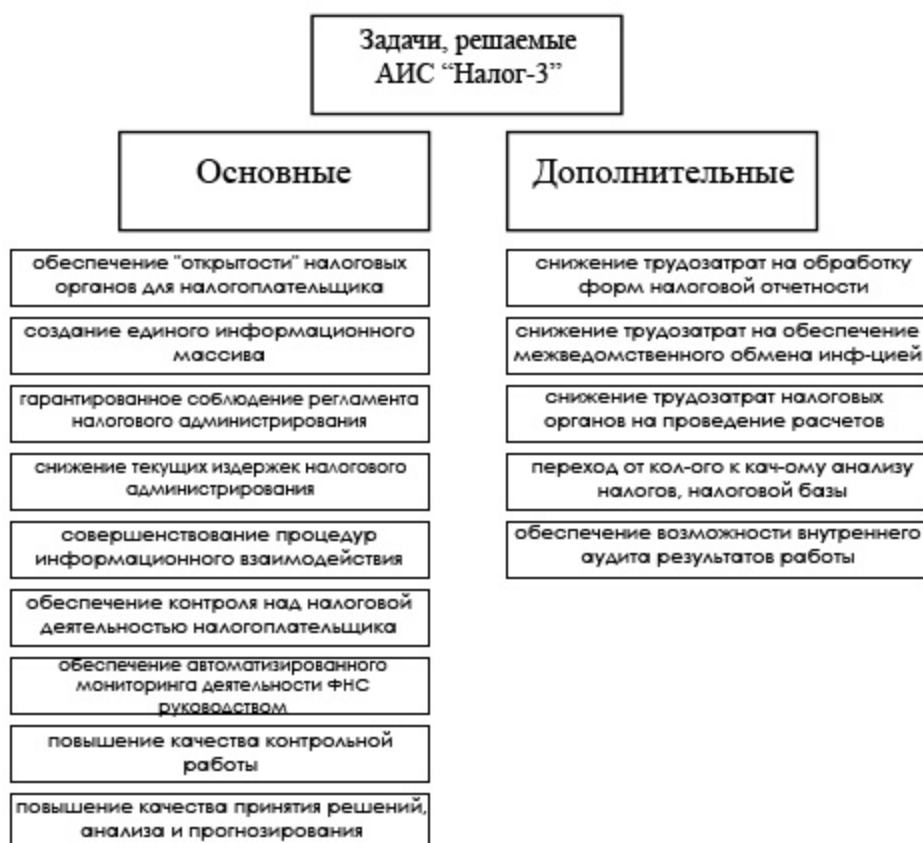 Задачи, решаемые
АИС “Налог-3”
Основные
обеспечение "открытости" налоговых
органов для налогоплательщика
создание единого информационного
массива
гарантированное соблюдение регламента
налогового администрирования
снижение текущих издержек налогового
администрирования
совершенствование процедур
информационного взаимодействия
обеспечение контроля над налоговой
деятельностью налогоплательщика
обеспечение автоматизированного
мониторинга деятельности ФНС
руководством
повышение качества контрольной
работы
повышение качества принятия решений,
анализа и прогнозирования
Дополнительные
снижение трудозатрат на обработку
форм налоговой отчетности
снижение трудозатрат на обеспечение
межведомственного обмена инф-цией
снижение трудозатрат налоговых
органов на проведение расчетов
переход от кол-ого к кач-ому анализу
налогов, налоговой базы
обеспечение возможности внутреннего
аудита результатов работы